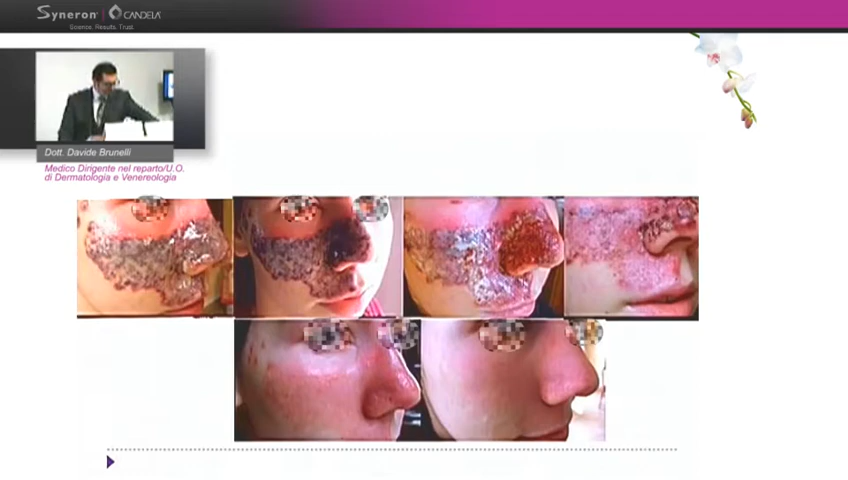 Syneron | CANDELA
Science. Results. Trust.
Dott. Davide Brunelli
Medico Dirigente nel reparto/U.O.
di Dermatologia e Venereologia